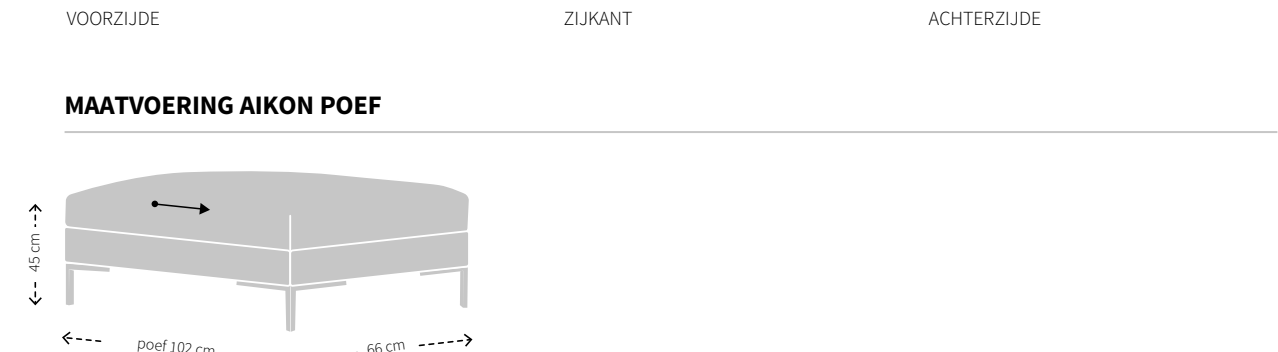 VOORZIJDE ZIJKANT ACHTERZIJDE
MAATVOERING AIKON POEF
45 cm
poef 102 cm 66 cm